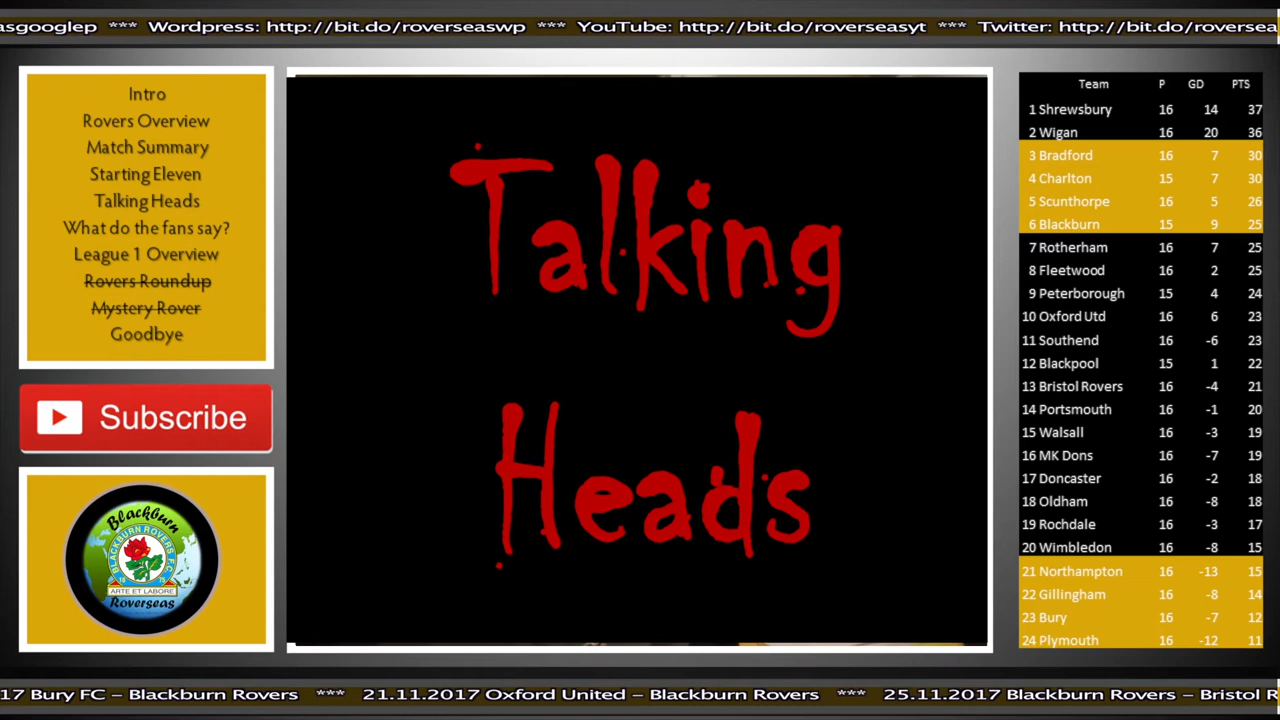 asgooglep *** Wordpress: http://bit.do/roverseaswp *** YouTube: http://bit.do/roverseasyt *** Twitter: http://bit.do/roversea
Intro
Rovers Overview
Match Summary
Starting Eleven
Talking Heads
What do the fans say?
League 1 Overview
Rovers Roundup
Mystery Rover
Goodbye
Subscribe
Blackburn
BLACKBURN ROVERS F.C.
18 75
ARTE ET LABORE
Roverseas
Talking
Heads
Team P GD PTS
1 Shrewsbury 16 14 37
2 Wigan 16 20 36
3 Bradford 16 7 30
4 Charlton 15 7 30
5 Scunthorpe 16 5 26
6 Blackburn 15 9 25
7 Rotherham 16 7 25
8 Fleetwood 16 2 25
9 Peterborough 15 4 24
10 Oxford Utd 16 6 23
11 Southend 16 -6 23
12 Blackpool 15 1 22
13 Bristol Rovers 16 -4 21
14 Portsmouth 16 -1 20
15 Walsall 16 -3 19
16 MK Dons 16 -7 19
17 Doncaster 16 -2 18
18 Oldham 16 -8 18
19 Rochdale 16 -3 17
20 Wimbledon 16 -8 15
21 Northampton 16 -13 15
22 Gillingham 16 -8 14
23 Bury 16 -7 12
24 Plymouth 16 -12 11
17 Bury FC – Blackburn Rovers *** 21.11.2017 Oxford United – Blackburn Rovers *** 25.11.2017 Blackburn Rovers – Bristol R